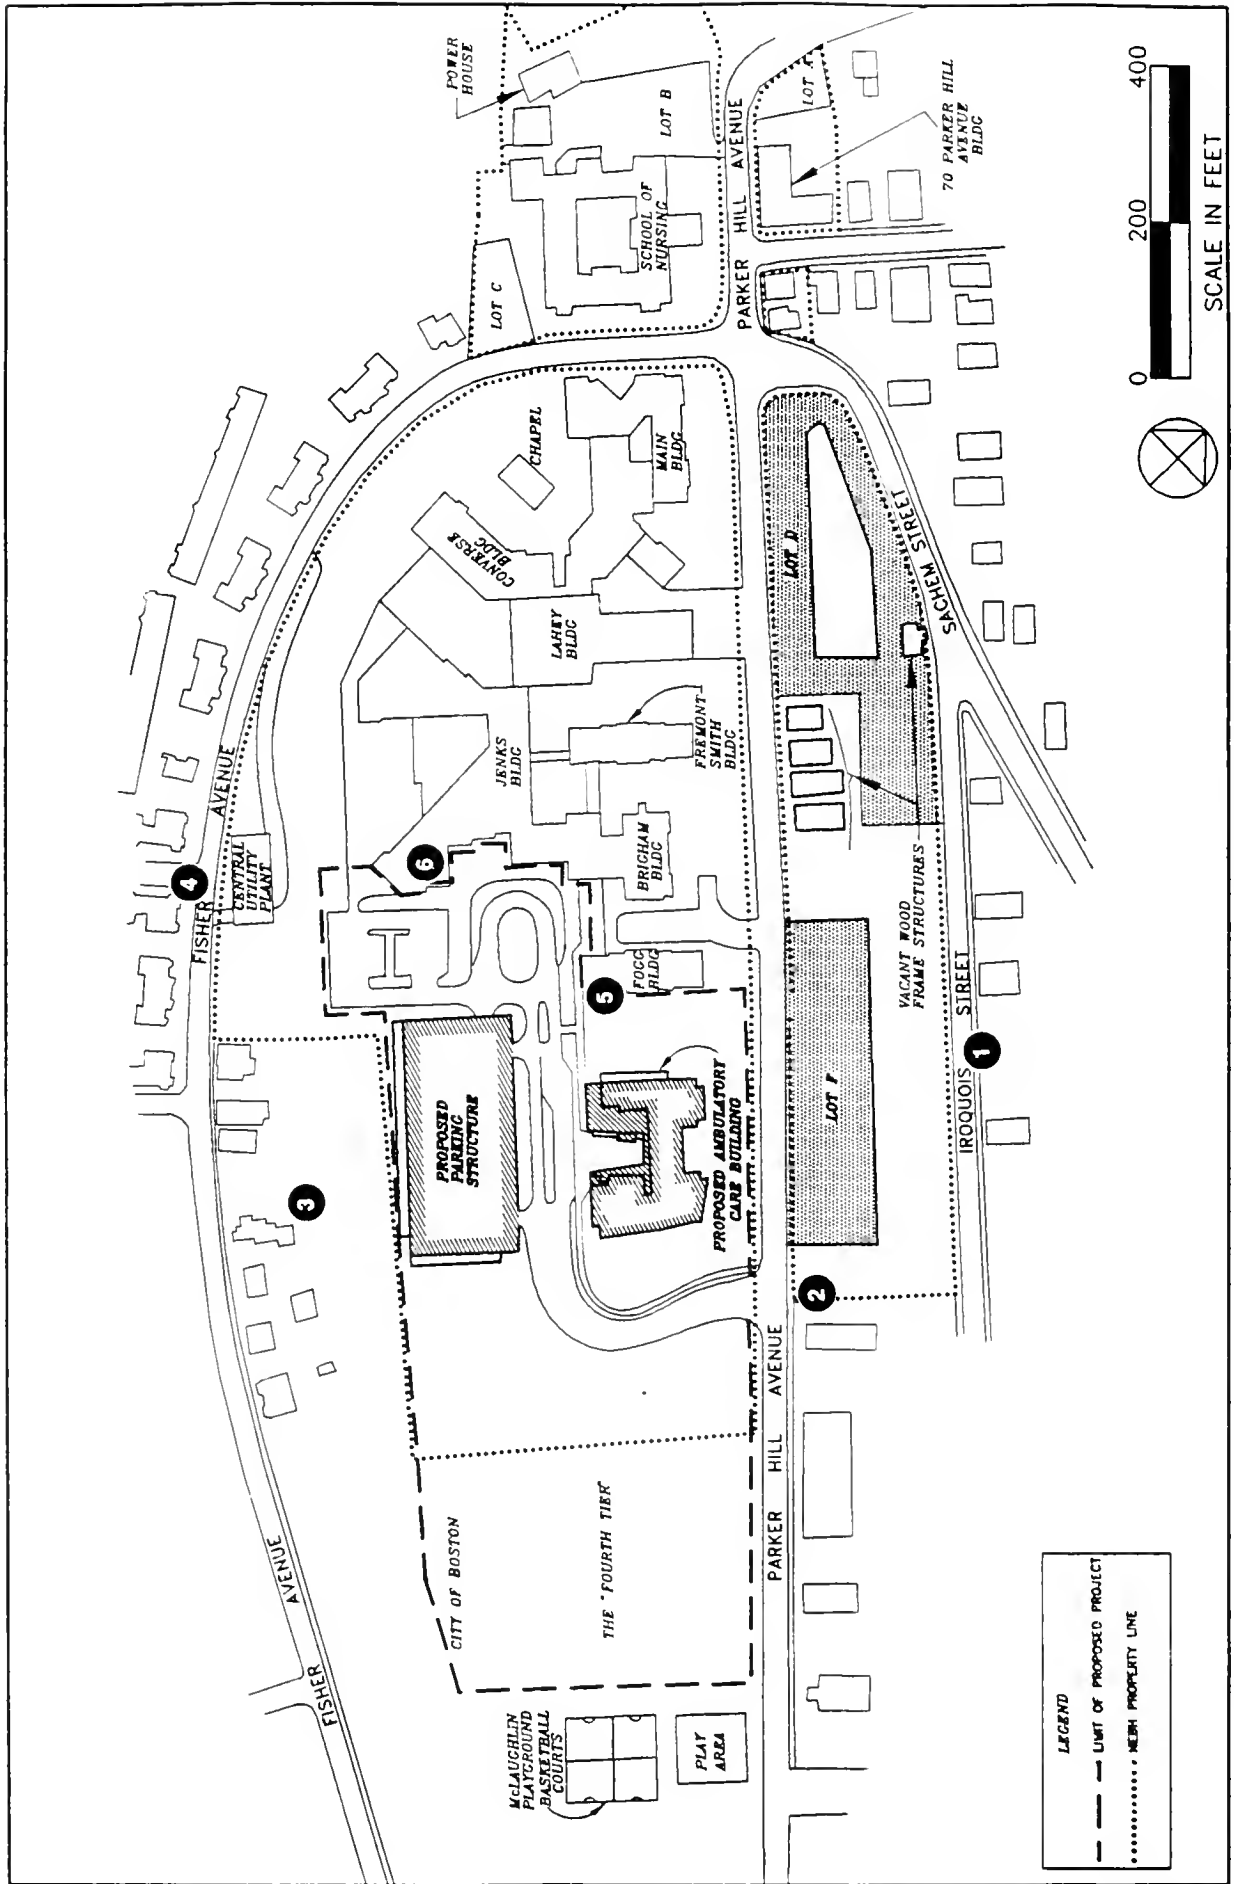 POWER
HOUSE
LOT B
LOT A
HILL AVENUE
PARKER
70 PARKER HILL
AVENUE
BLDG
SCHOOL OF
NURSING
LOT C
400
200
0
SCALE IN FEET
CHAPEL
MAIN
BLDG
CONVERSE
BLDG
LAHEY
BLDG
JENKS
BLDG
FREMONT
SMITH
BLDG
BRIGHAM
BLDG
FOGG
BLDG
LOT D
SACHEM STREET
VACANT WOOD
FRAME STRUCTURES
IROQUOIS STREET
LOT F
FISHER AVENUE
CENTRAL
UTILITY
PLANT
4
6
5
1
2
3
PROPOSED
PARKING
STRUCTURE
PROPOSED AMBULATORY
CARE BUILDING
PARKER HILL AVENUE
CITY OF BOSTON
THE "FOURTH TIER"
FISHER AVENUE
McLAUGHLIN
PLAYGROUND
BASKETBALL
COURTS
PLAY
AREA
LEGEND
LIMIT OF PROPOSED PROJECT
NEBH PROPERTY LINE